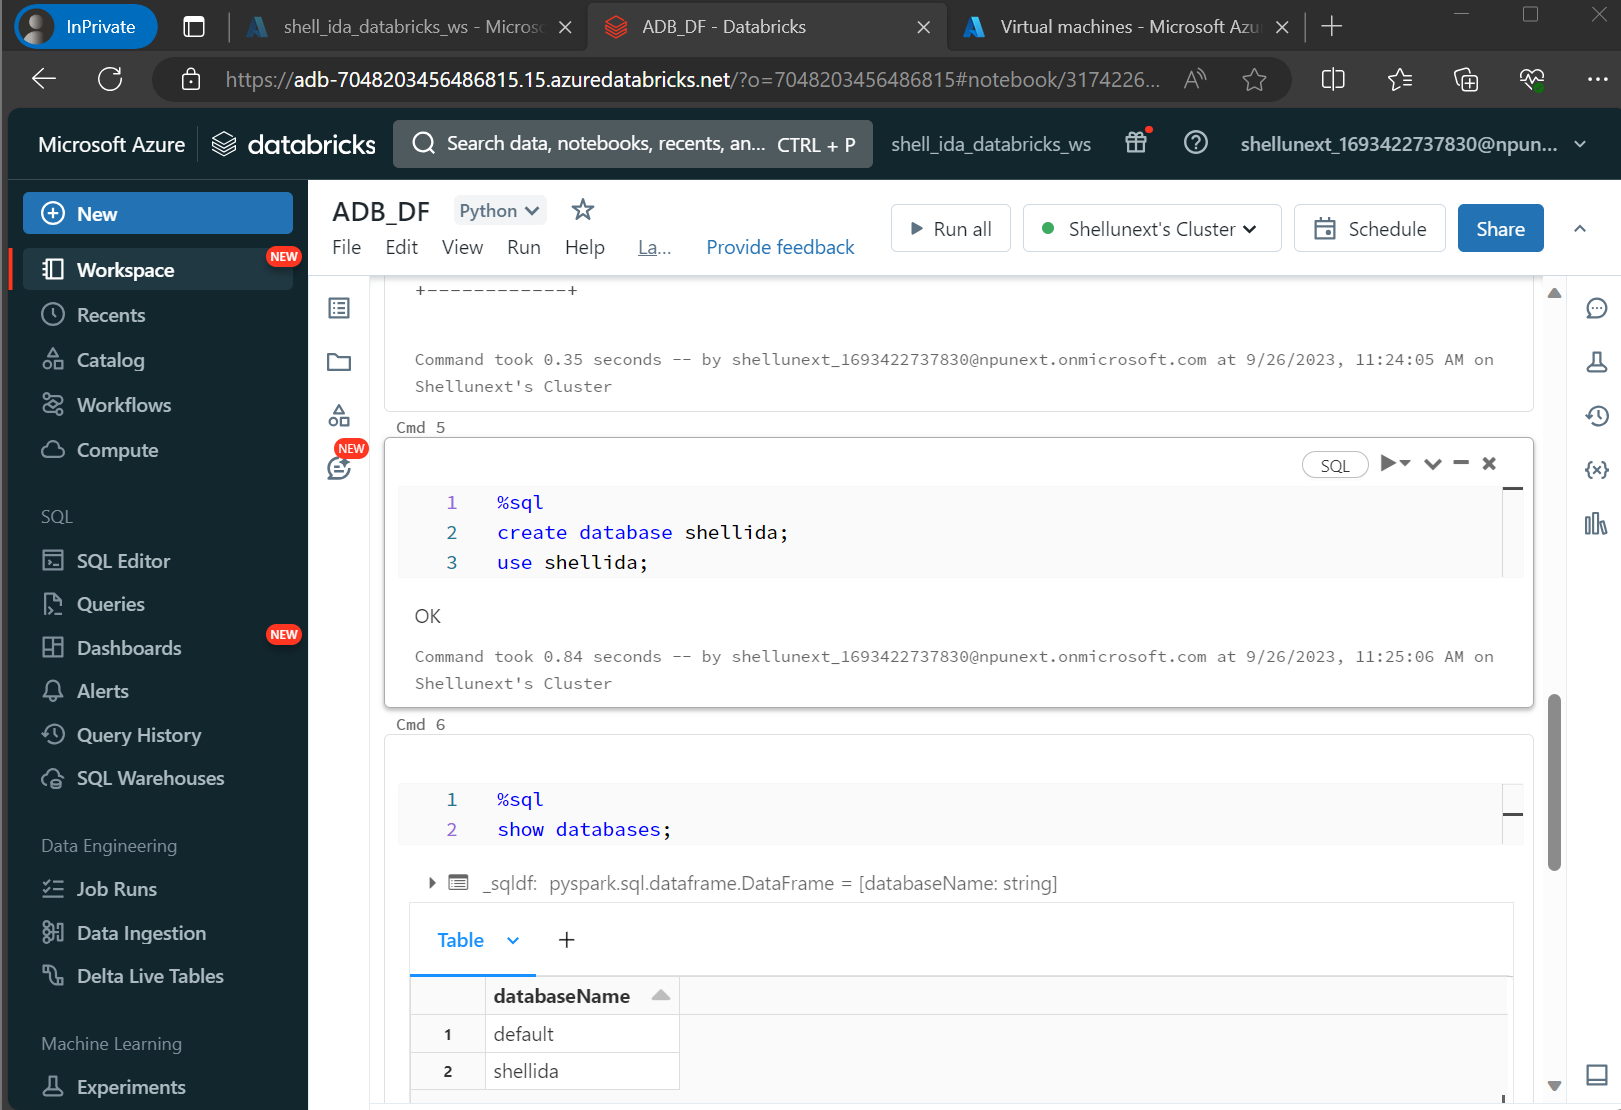 InPrivate
shell_ida_databricks_ws - Microsc
ADB_DF - Databricks
Virtual machines - Microsoft Azu
https://adb-7048203456486815.15.azuredatabricks.net/?o=7048203456486815#notebook/3174226...
Microsoft Azure
databricks
Search data, notebooks, recents, an... CTRL + P
shell_ida_databricks_ws
shellunext_1693422737830@npun...
New
Workspace
NEW
Recents
Catalog
Workflows
Compute
SQL
SQL Editor
Queries
Dashboards
NEW
Alerts
Query History
SQL Warehouses
Data Engineering
Job Runs
Data Ingestion
Delta Live Tables
Machine Learning
Experiments
ADB_DF
Python
File Edit View Run Help La... Provide feedback
Run all
Shellunext's Cluster
Schedule
Share
NEW
+------------+
Command took 0.35 seconds -- by shellunext_1693422737830@npunext.onmicrosoft.com at 9/26/2023, 11:24:05 AM on
Shellunext's Cluster
Cmd 5
SQL
1 %sql
2 create database shellida;
3 use shellida;
OK
Command took 0.84 seconds -- by shellunext_1693422737830@npunext.onmicrosoft.com at 9/26/2023, 11:25:06 AM on
Shellunext's Cluster
Cmd 6
1 %sql
2 show databases;
_sqldf: pyspark.sql.dataframe.DataFrame = [databaseName: string]
Table
databaseName
1 default
2 shellida